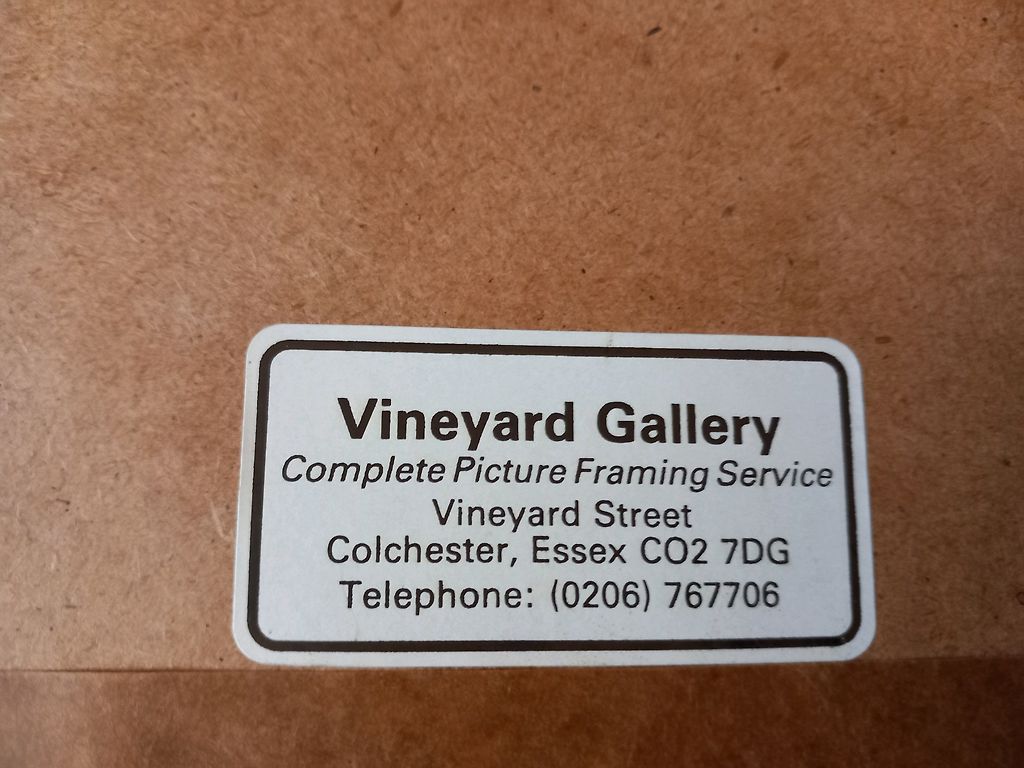 Vineyard Gallery
Complete Picture Framing Service
Vineyard Street
Colchester, Essex CO2 7DG
Telephone: (0206) 767706